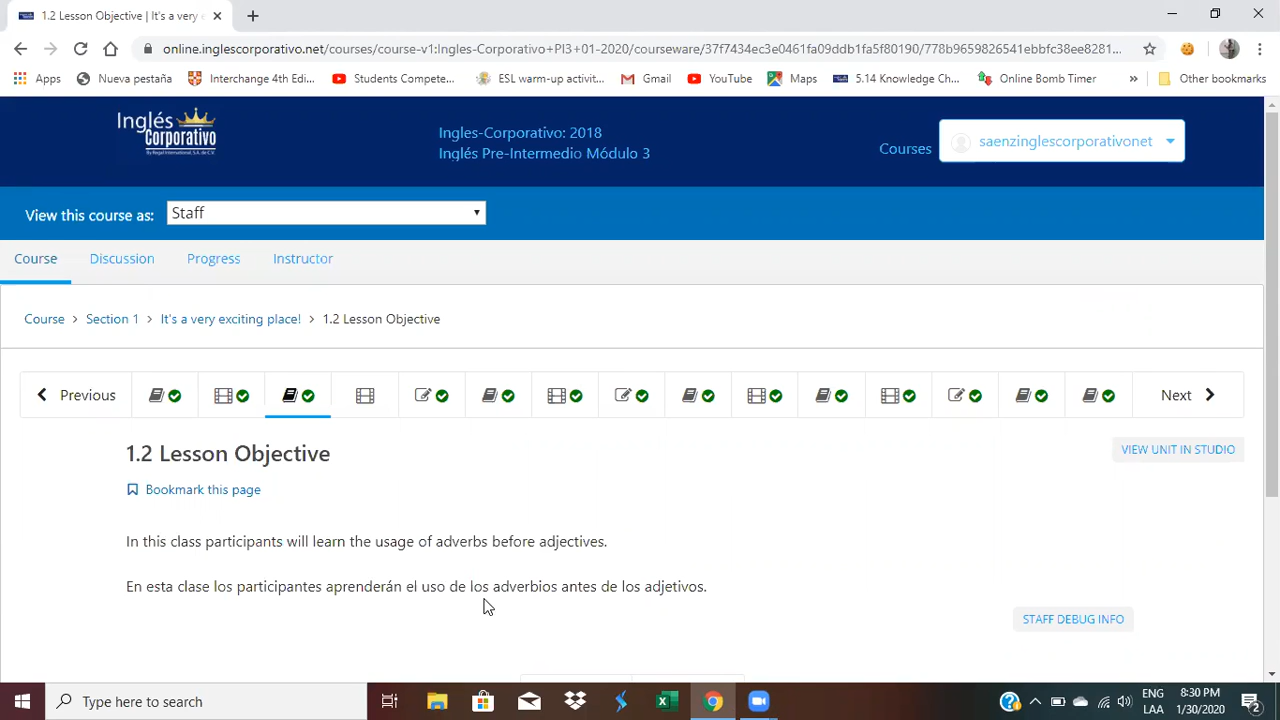 1.2 Lesson Objective | It's a very e
online.inglescorporativo.net/courses/course-v1:Ingles-Corporativo+PI3+01-2020/courseware/37f7434ec3e0461fa09ddb1fa5f80190/778b9659826541ebbfc38ee8281...
Apps Nueva pestaña Interchange 4th Edi... Students Compete... ESL warm-up activit... Gmail YouTube Maps 5.14 Knowledge Ch... Online Bomb Timer » Other bookmarks
Inglés Corporativo
By Regal International, S.A. de C.V.
Ingles-Corporativo: 2018
Inglés Pre-Intermedio Módulo 3
Courses saenzinglescorporativonet
View this course as: Staff
Course Discussion Progress Instructor
Course > Section 1 > It's a very exciting place! > 1.2 Lesson Objective
Previous Next
1.2 Lesson Objective
VIEW UNIT IN STUDIO
Bookmark this page
In this class participants will learn the usage of adverbs before adjectives.
En esta clase los participantes aprenderán el uso de los adverbios antes de los adjetivos.
STAFF DEBUG INFO
Type here to search
ENG 8:30 PM
LAA 1/30/2020
2